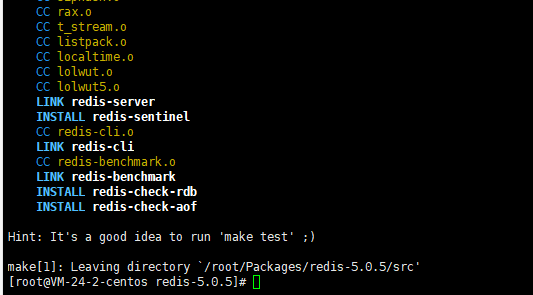 CC rax.o
CC t_stream.o
CC listpack.o
CC localtime.o
CC lolwut.o
CC lolwut5.o
LINK redis-server
INSTALL redis-sentinel
CC redis-cli.o
LINK redis-cli
CC redis-benchmark.o
LINK redis-benchmark
INSTALL redis-check-rdb
INSTALL redis-check-aof
Hint: It's a good idea to run 'make test' ;)
make[1]: Leaving directory `/root/Packages/redis-5.0.5/src'
[root@VM-24-2-centos redis-5.0.5]#